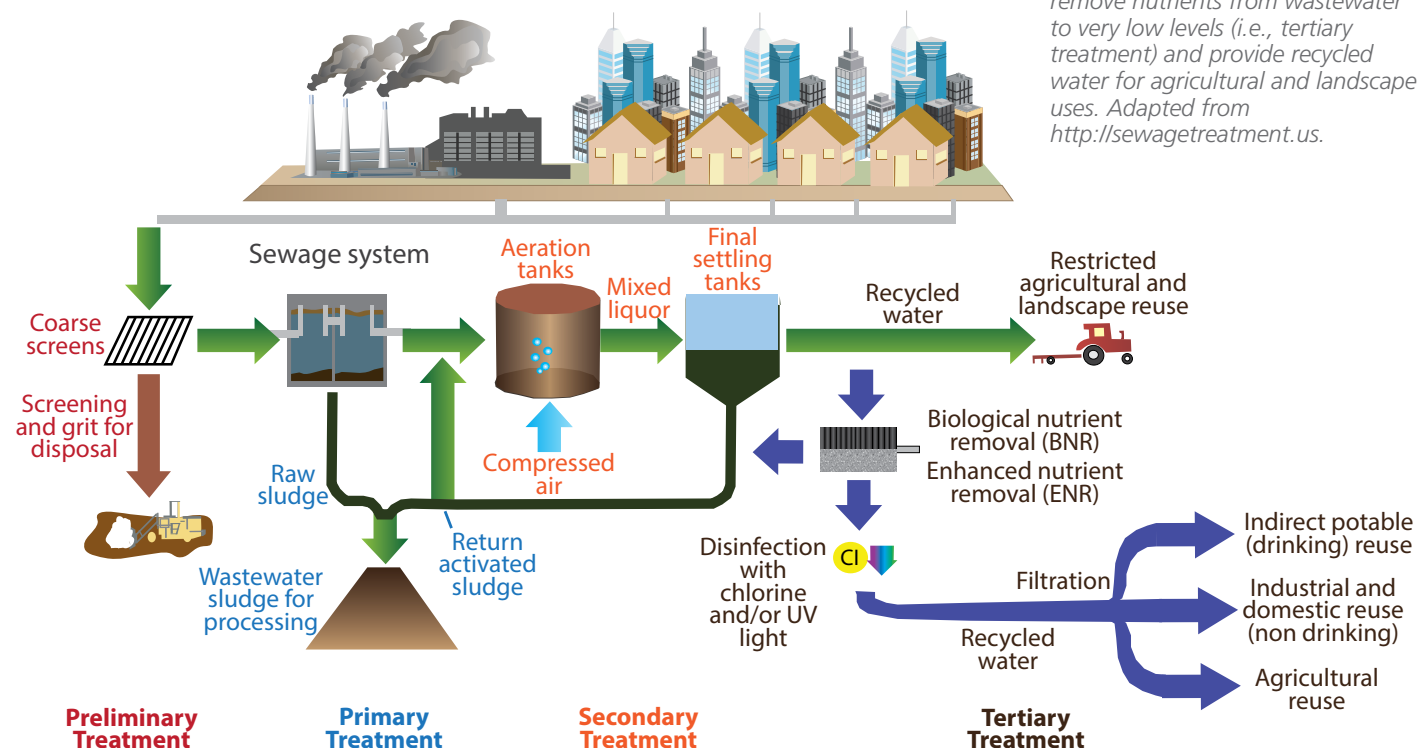 remove nutrients from wastewater
to very low levels (i.e., tertiary
treatment) and provide recycled
water for agricultural and landscape
uses. Adapted from
http://sewagetreatment.us.
Sewage system
Aeration
tanks
Mixed
liquor
Final
settling
tanks
Recycled
water
Restricted
agricultural and
landscape reuse
Coarse
screens
Screening
and grit for
disposal
Raw
sludge
Compressed
air
Biological nutrient
removal (BNR)
Enhanced nutrient
removal (ENR)
Return
activated
sludge
Wastewater
sludge for
processing
Disinfection
with
chlorine
and/or UV
light
Cl
Filtration
Recycled
water
Indirect potable
(drinking) reuse
Industrial and
domestic reuse
(non drinking)
Agricultural
reuse
Preliminary
Treatment
Primary
Treatment
Secondary
Treatment
Tertiary
Treatment